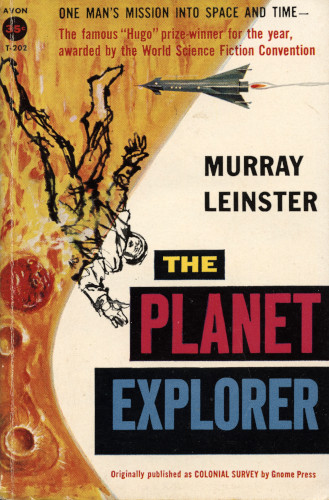 AVON
35¢
T-202
ONE MAN'S MISSION INTO SPACE AND TIME—
The famous "Hugo" prize-winner for the year,
awarded by the World Science Fiction Convention
MURRAY
LEINSTER
THE
PLANET
EXPLORER
Originally published as COLONIAL SURVEY by Gnome Press